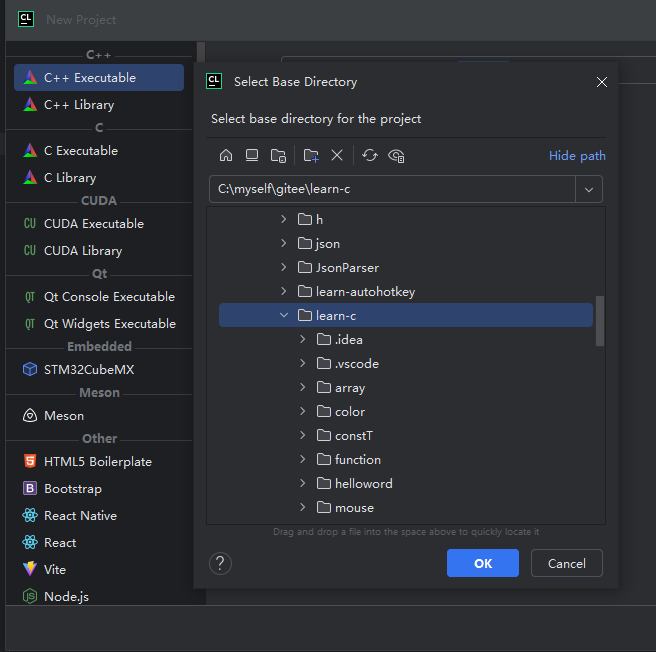 CL New Project
C++
C++ Executable
C++ Library
C
C Executable
C Library
CUDA
CU CUDA Executable
CU CUDA Library
Qt
QT Qt Console Executable
QT Qt Widgets Executable
Embedded
STM32CubeMX
Meson
Meson
Other
5 HTML5 Boilerplate
B Bootstrap
React Native
React
Vite
JS Node.js
CL Select Base Directory
Select base directory for the project
Hide path
C:\myself\gitee\learn-c
h
json
JsonParser
learn-autohotkey
learn-c
.idea
.vscode
array
color
constT
function
helloword
mouse
Drag and drop a file into the space above to quickly locate it
?
OK
Cancel